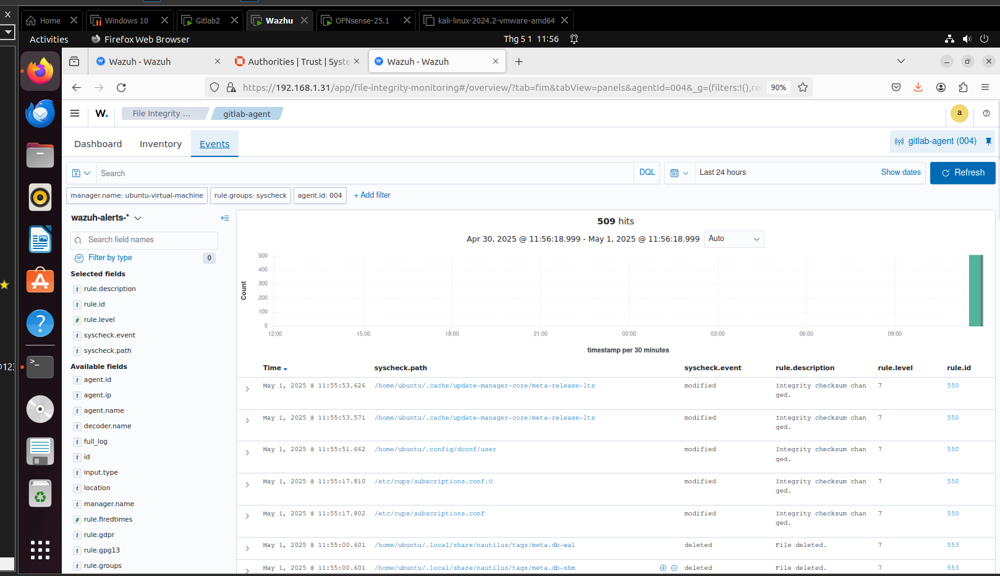 Home
Windows 10
Gitlab2
Wazhu
OPNsense-25.1
kali-linux-2024.2-vmware-amd64
Activities
Firefox Web Browser
Thg 5 1 11:56
Wazuh - Wazuh
Authorities | Trust | Syste
Wazuh - Wazuh
https://192.168.1.31/app/file-integrity-monitoring#/overview/?tab=fim&tabView=panels&agentId=004&_g=(filters:!(),re
90%
W.
File Integrity ...
gitlab-agent
a
Dashboard
Inventory
Events
gitlab-agent (004)
Search
DQL
Last 24 hours
Show dates
Refresh
manager.name: ubuntu-virtual-machine
rule.groups: syscheck
agent.id: 004
+ Add filter
wazuh-alerts-*
Search field names
Filter by type
0
Selected fields
t rule.description
t rule.id
# rule.level
t syscheck.event
t syscheck.path
Available fields
t agent.id
t agent.ip
t agent.name
t decoder.name
t full_log
t id
t input.type
t location
t manager.name
# rule.firedtimes
t rule.gdpr
t rule.gpg13
t rule.groups
509 hits
Apr 30, 2025 @ 11:56:18.999 - May 1, 2025 @ 11:56:18.999
Auto
Count
500
400
300
200
100
0
12:00
15:00
18:00
21:00
00:00
03:00
06:00
09:00
timestamp per 30 minutes
Time syscheck.path syscheck.event rule.description rule.level rule.id
May 1, 2025 @ 11:55:53.626 /home/ubuntu/.cache/update-manager-core/meta-release-lts modified Integrity checksum chan 7 550
ged.
May 1, 2025 @ 11:55:53.571 /home/ubuntu/.cache/update-manager-core/meta-release-lts modified Integrity checksum chan 7 550
ged.
May 1, 2025 @ 11:55:51.662 /home/ubuntu/.config/dconf/user modified Integrity checksum chan 7 550
ged.
May 1, 2025 @ 11:55:17.810 /etc/cups/subscriptions.conf.O modified Integrity checksum chan 7 550
ged.
May 1, 2025 @ 11:55:17.802 /etc/cups/subscriptions.conf modified Integrity checksum chan 7 550
ged.
May 1, 2025 @ 11:55:00.601 /home/ubuntu/.local/share/nautilus/tags/meta.db-wal deleted File deleted. 7 553
May 1, 2025 @ 11:55:00.601 /home/ubuntu/.local/share/nautilus/tags/meta.db-shm deleted File deleted. 7 553